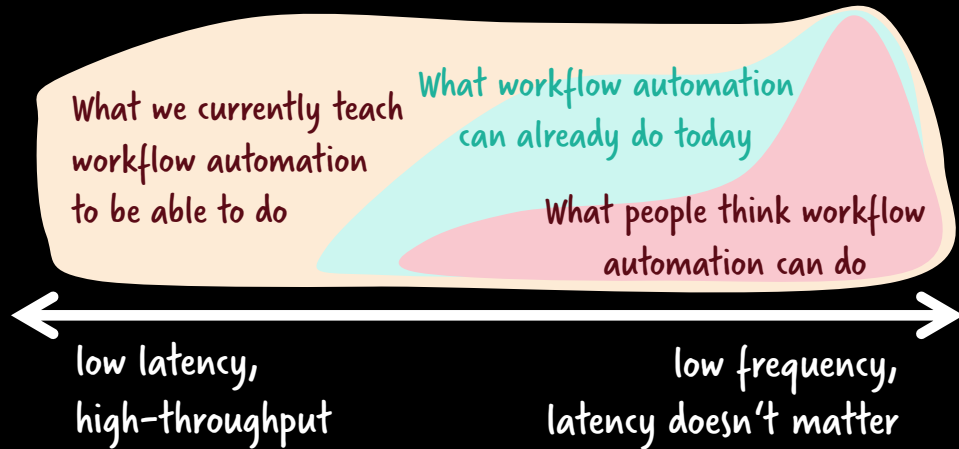 What we currently teach
workflow automation
to be able to do
What workflow automation
can already do today
What people think workflow
automation can do
low latency,
high-throughput
low frequency,
latency doesn't matter